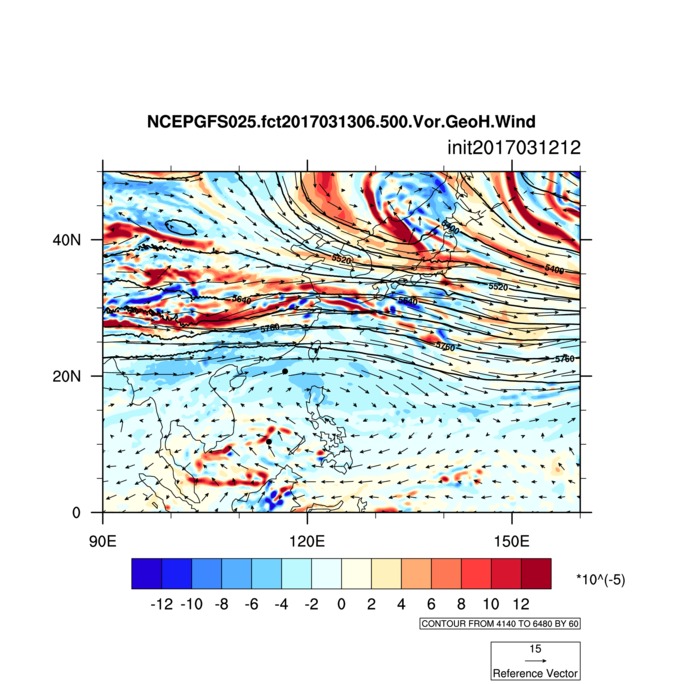 NCEPGFS025.fct2017031306.500.Vor.GeoH.Wind
init2017031212
5400
5520
5400
5520
5640
5640
5760
5760
5760
40N
20N
0
90E 120E 150E
-12 -10 -8 -6 -4 -2 0 2 4 6 8 10 12
*10^(-5)
CONTOUR FROM 4140 TO 6480 BY 60
15
Reference Vector